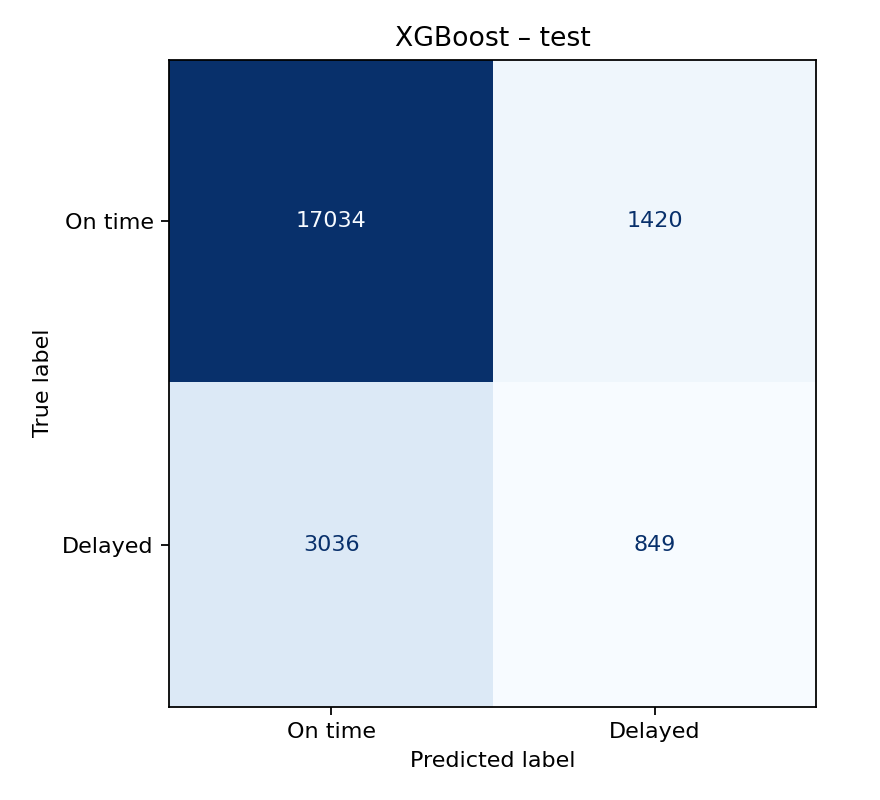 XGBoost – test
True label
On time
17034
1420
Delayed
3036
849
On time
Delayed
Predicted label